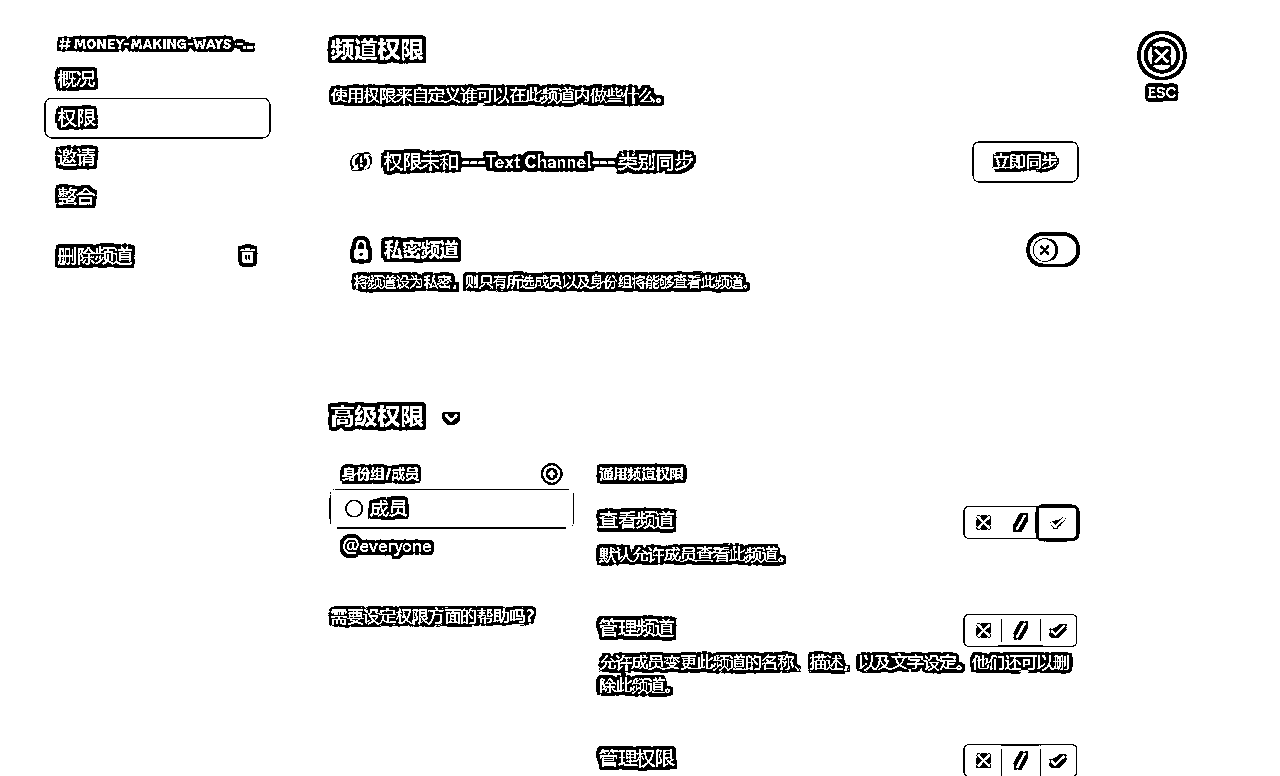 # MONEY-MAKING-WAYS -...
概况
权限
邀请
整合
删除频道
频道权限
使用权限来自定义谁可以在此频道内做些什么。
权限未和—Text Channel—类别同步
立即同步
ESC
私密频道
将频道设为私密，则只有所选成员以及身份组将能够查看此频道。
高级权限
身份组/成员
成员
@everyone
需要设定权限方面的帮助吗？
通用频道权限
查看频道
默认允许成员查看此频道。
管理频道
允许成员变更此频道的名称、描述，以及文字设定。他们还可以删
除此频道。
管理权限